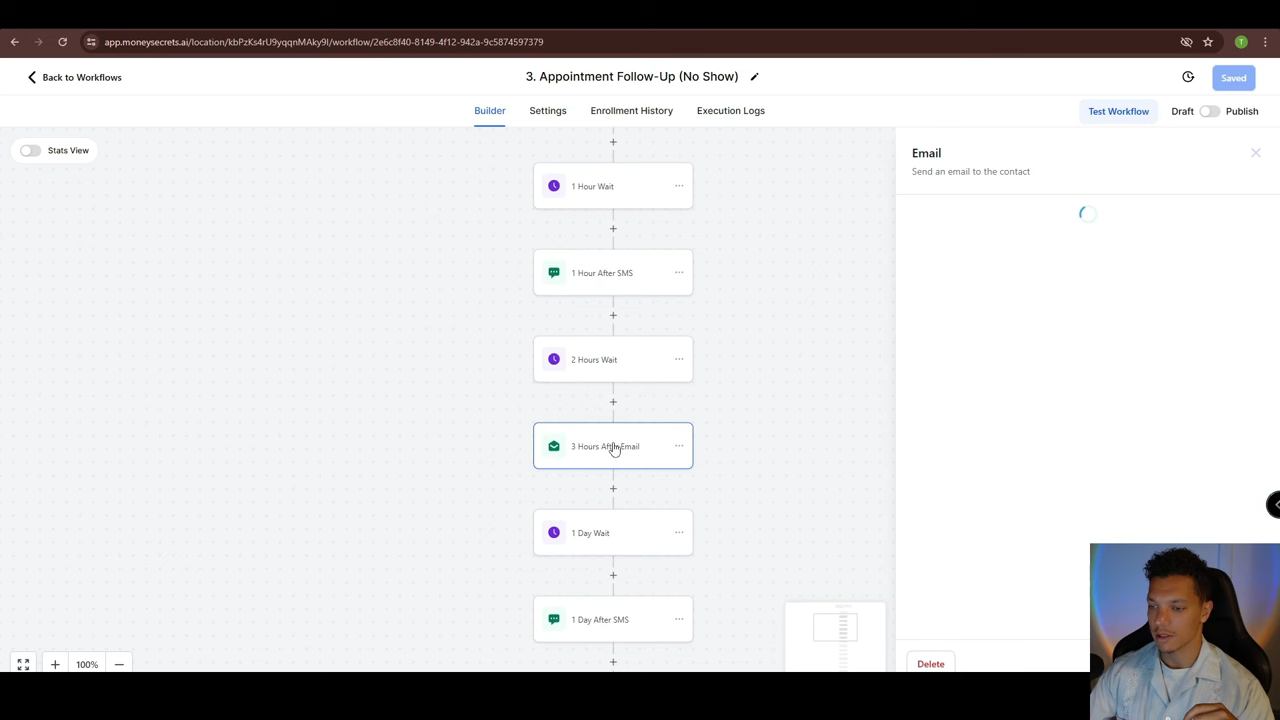 app.moneysecrets.ai/location/kbPzKs4rU9yqqnMAky9I/workflow/2e6c8f40-8149-4f12-942a-9c5874597379
T
Back to Workflows
3. Appointment Follow-Up (No Show)
Saved
Builder
Settings
Enrollment History
Execution Logs
Test Workflow
Draft
Publish
Stats View
Email
Send an email to the contact
1 Hour Wait
1 Hour After SMS
2 Hours Wait
3 Hours After Email
1 Day Wait
1 Day After SMS
100%
Delete